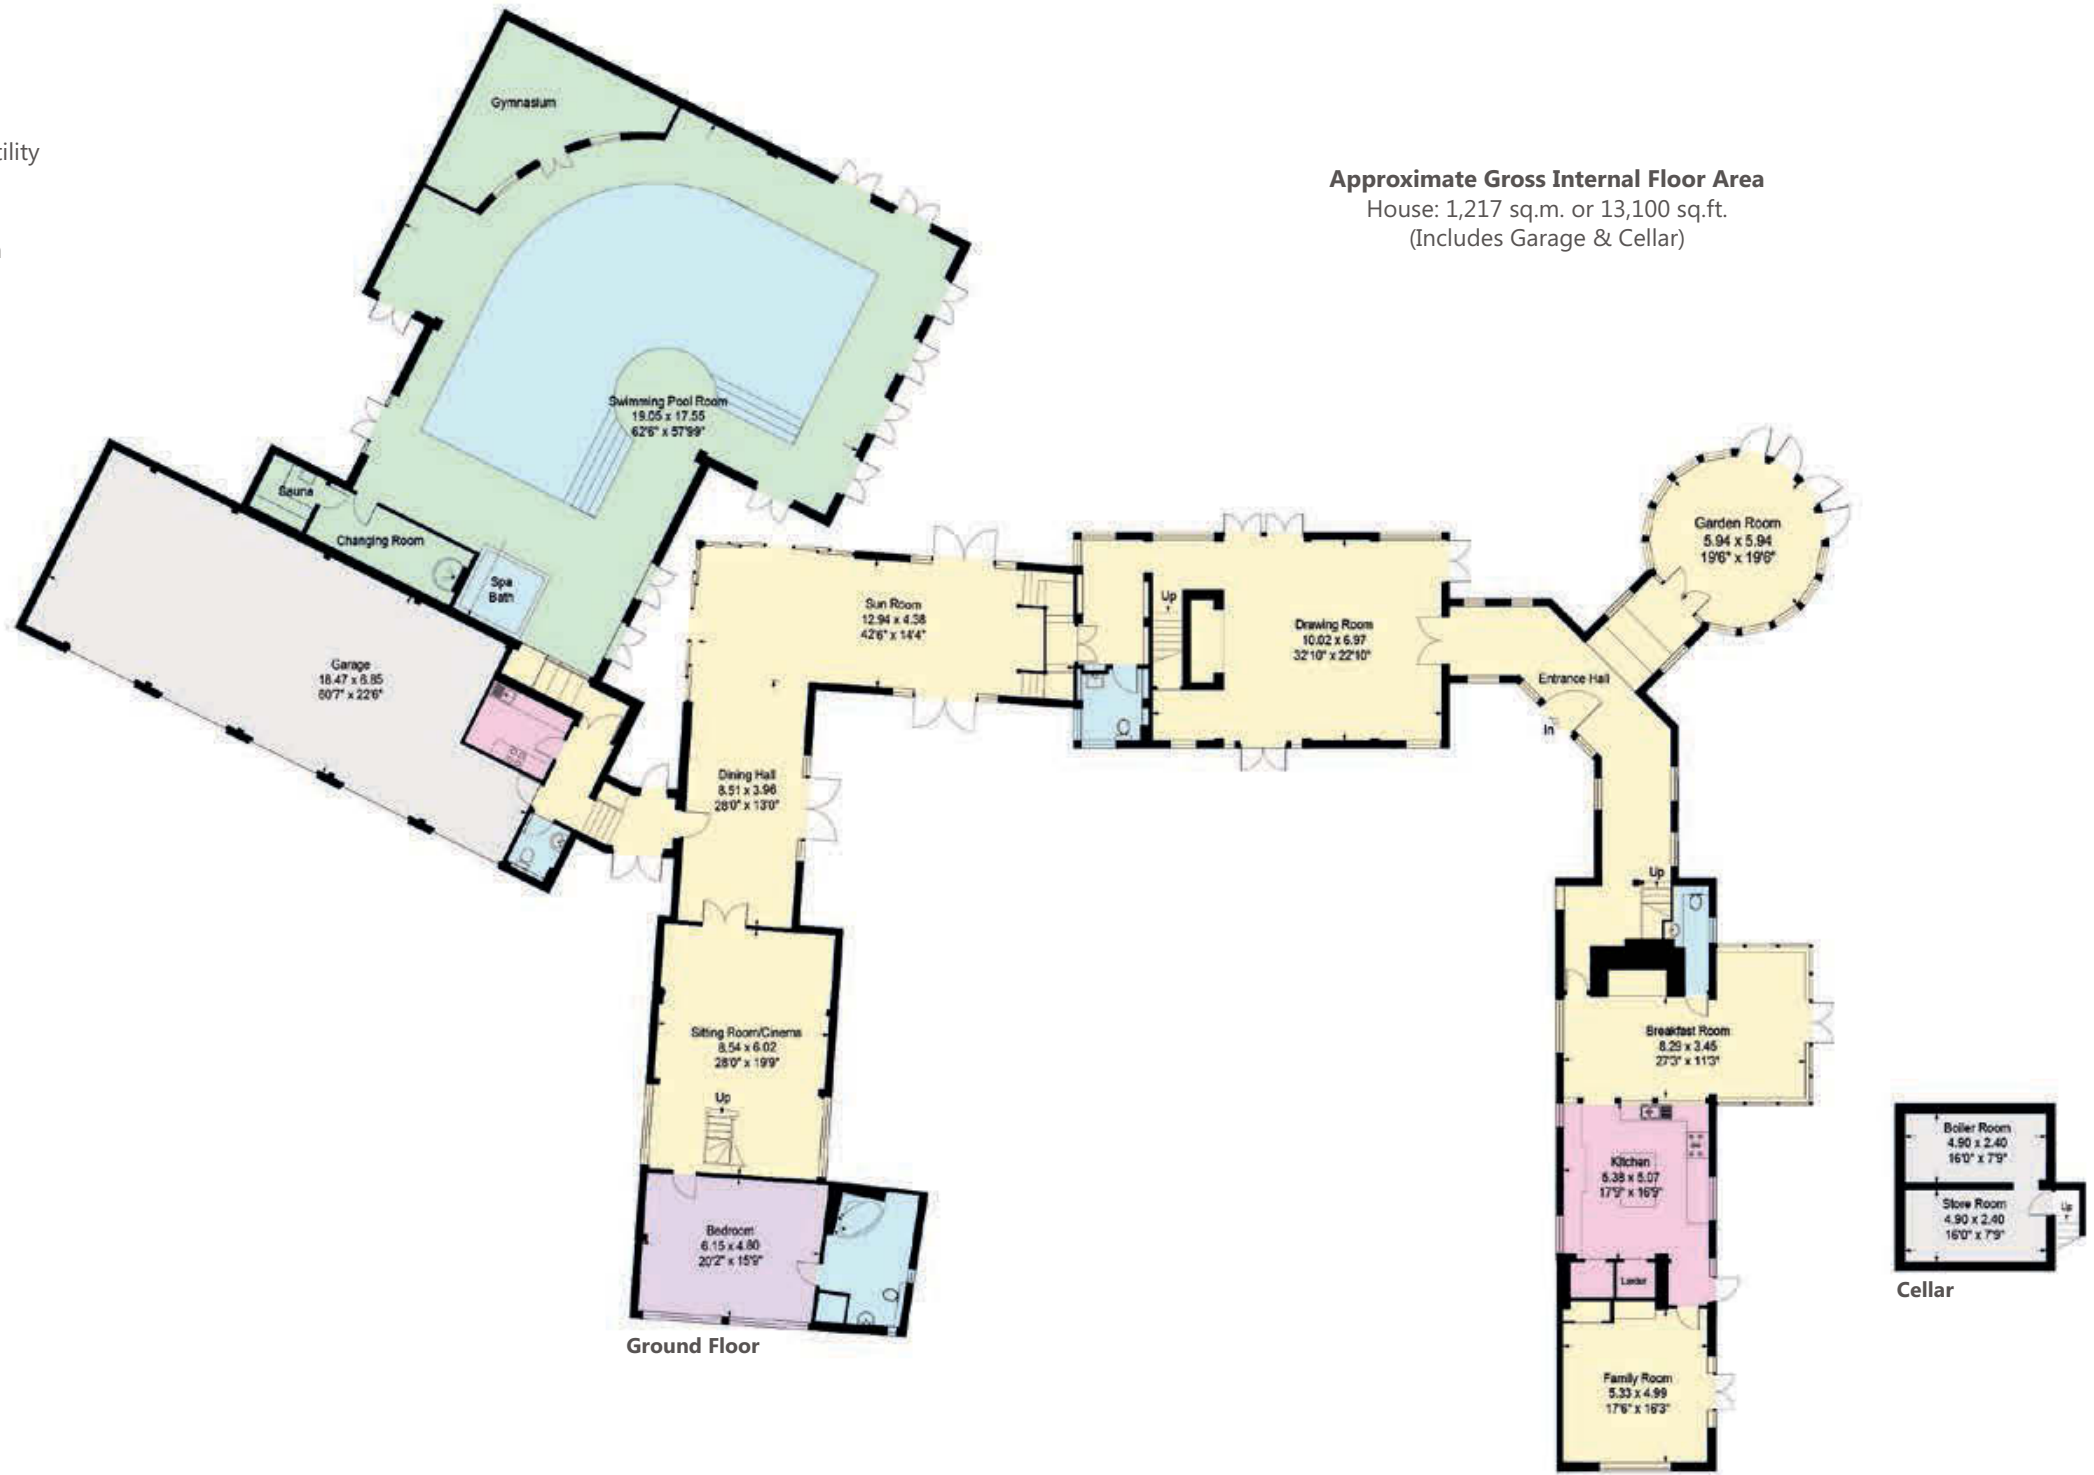 tility
Gymnasium
Approximate Gross Internal Floor Area
House: 1,217 sq.m. or 13,100 sq.ft.
(Includes Garage & Cellar)
Swimming Pool Room
19.05 x 17.55
62'6" x 57'99"
Sauna
Changing Room
Spa
Bath
Garage
18.47 x 6.85
60'7" x 22'6"
Sun Room
12.94 x 4.38
42'6" x 14'4"
Up
Drawing Room
10.02 x 6.97
32'10" x 22'10"
Garden Room
5.94 x 5.94
19'6" x 19'6"
Entrance Hall
In
Dining Hall
8.51 x 3.96
28'0" x 13'0"
Up
Sitting Room/Cinema
8.54 x 6.02
28'0" x 19'9"
Up
Breakfast Room
8.29 x 3.45
27'3" x 11'3"
Kitchen
5.38 x 5.07
17'9" x 16'9"
Larder
Bedroom
6.15 x 4.80
20'2" x 15'9"
Ground Floor
Family Room
5.33 x 4.99
17'6" x 16'3"
Boiler Room
4.90 x 2.40
16'0" x 7'9"
Store Room
4.90 x 2.40
16'0" x 7'9"
Up
Cellar